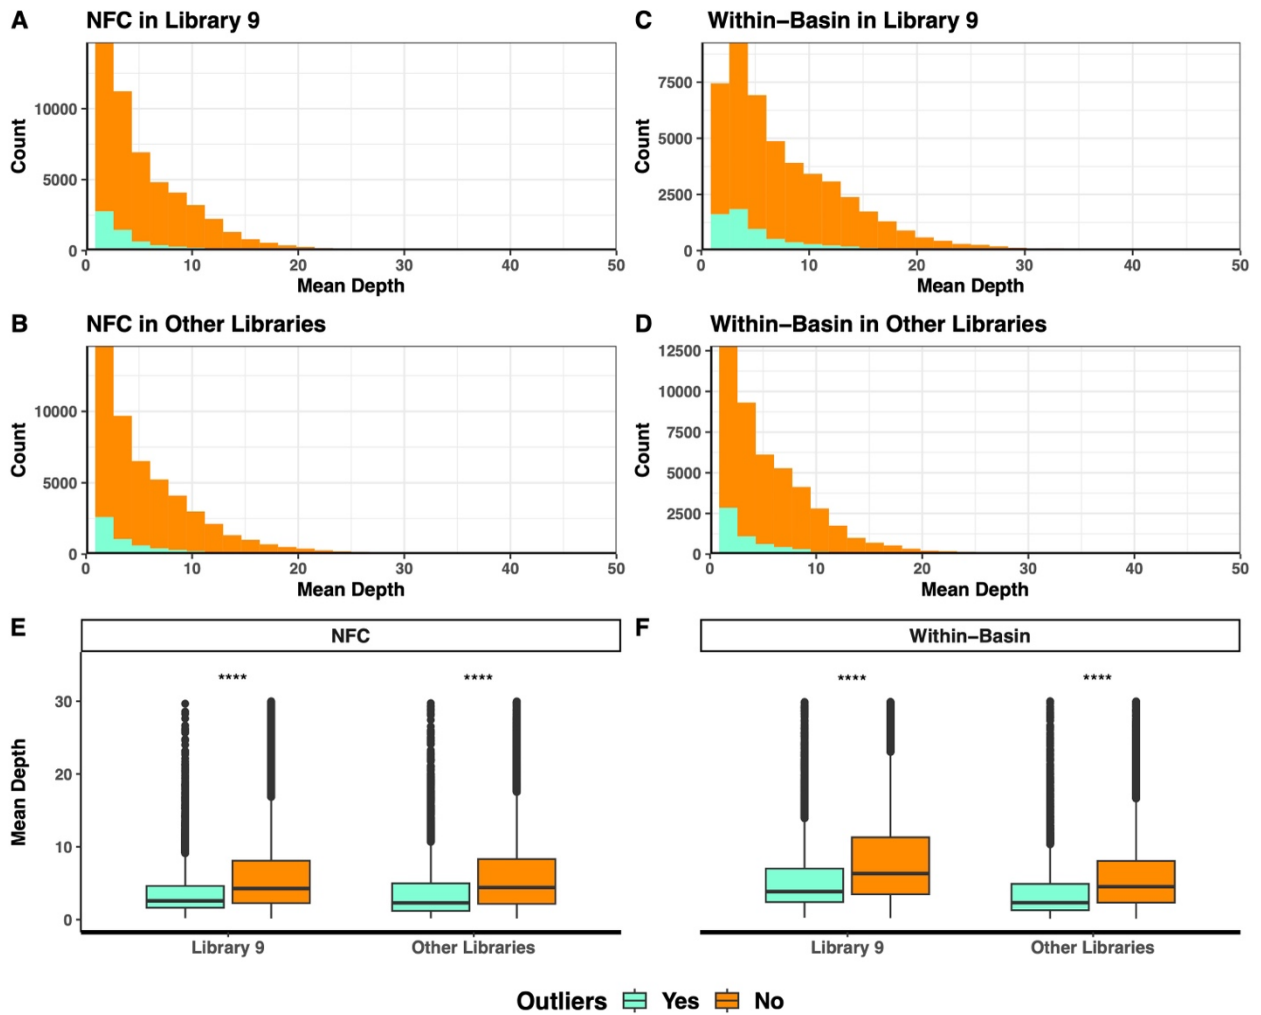 A NFC in Library 9
Count
10000
5000
0
0 10 20 30 40 50
Mean Depth
C Within−Basin in Library 9
Count
7500
5000
2500
0
0 10 20 30 40 50
Mean Depth
B NFC in Other Libraries
Count
10000
5000
0
0 10 20 30 40 50
Mean Depth
D Within−Basin in Other Libraries
Count
12500
10000
7500
5000
2500
0
0 10 20 30 40 50
Mean Depth
E NFC
Mean Depth
**** ****
30
20
10
0
Library 9 Other Libraries
F Within−Basin
**** ****
Library 9 Other Libraries
Outliers Yes No